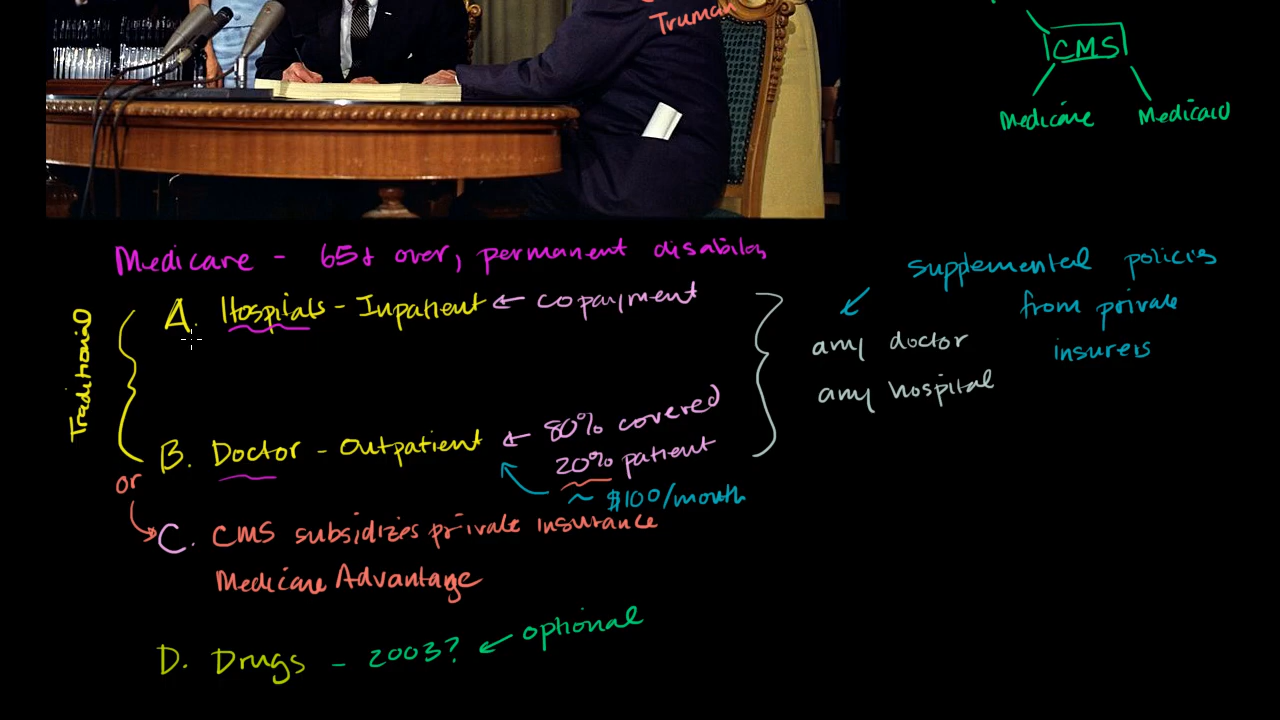 Truman
CMS
Medicare Medicaid
Medicare - 65+ over, permanent disability
Traditional
A. Hospitals - Inpatient ← copayment
B. Doctor - Outpatient ← 80% covered
20% patient
~ $100/month
or
C. CMS subsidizes private insurance
Medicare Advantage
D. Drugs - 2003? ← optional
supplemental policies
from private
insurers
any doctor
any hospital